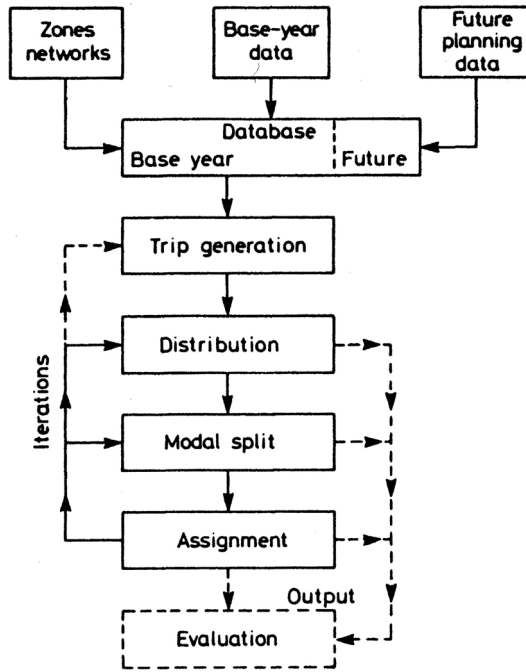 Zones
networks
Base-year
data
Future
planning
data
Database
Base year
Future
Trip generation
Distribution
Iterations
Modal split
Assignment
Output
Evaluation